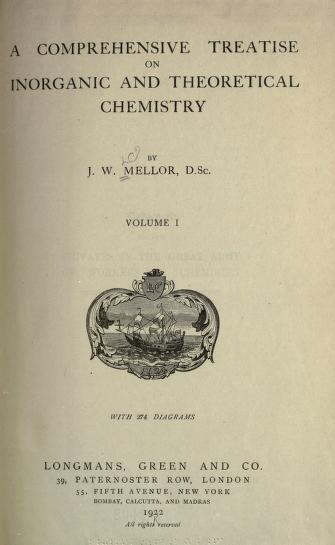 A COMPREHENSIVE TREATISE
ON
INORGANIC AND THEORETICAL
CHEMISTRY
BY
J. W. MELLOR, D.Sc.
VOLUME I
WITH 274 DIAGRAMS
LONGMANS, GREEN AND CO.
39, PATERNOSTER ROW, LONDON
55, FIFTH AVENUE, NEW YORK
BOMBAY, CALCUTTA, AND MADRAS
1922
All rights reserved